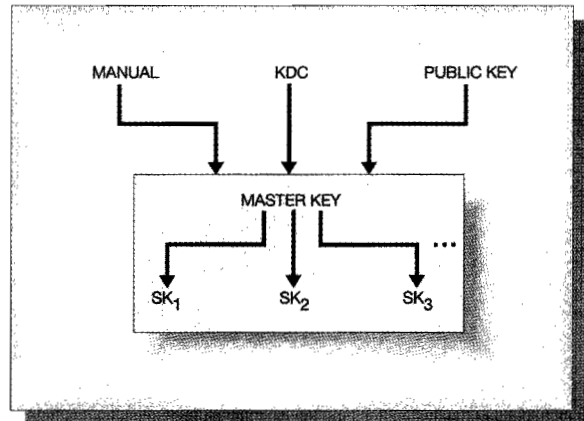 MANUAL KDC PUBLIC KEY
MASTER KEY
...
SK1 SK2 SK3